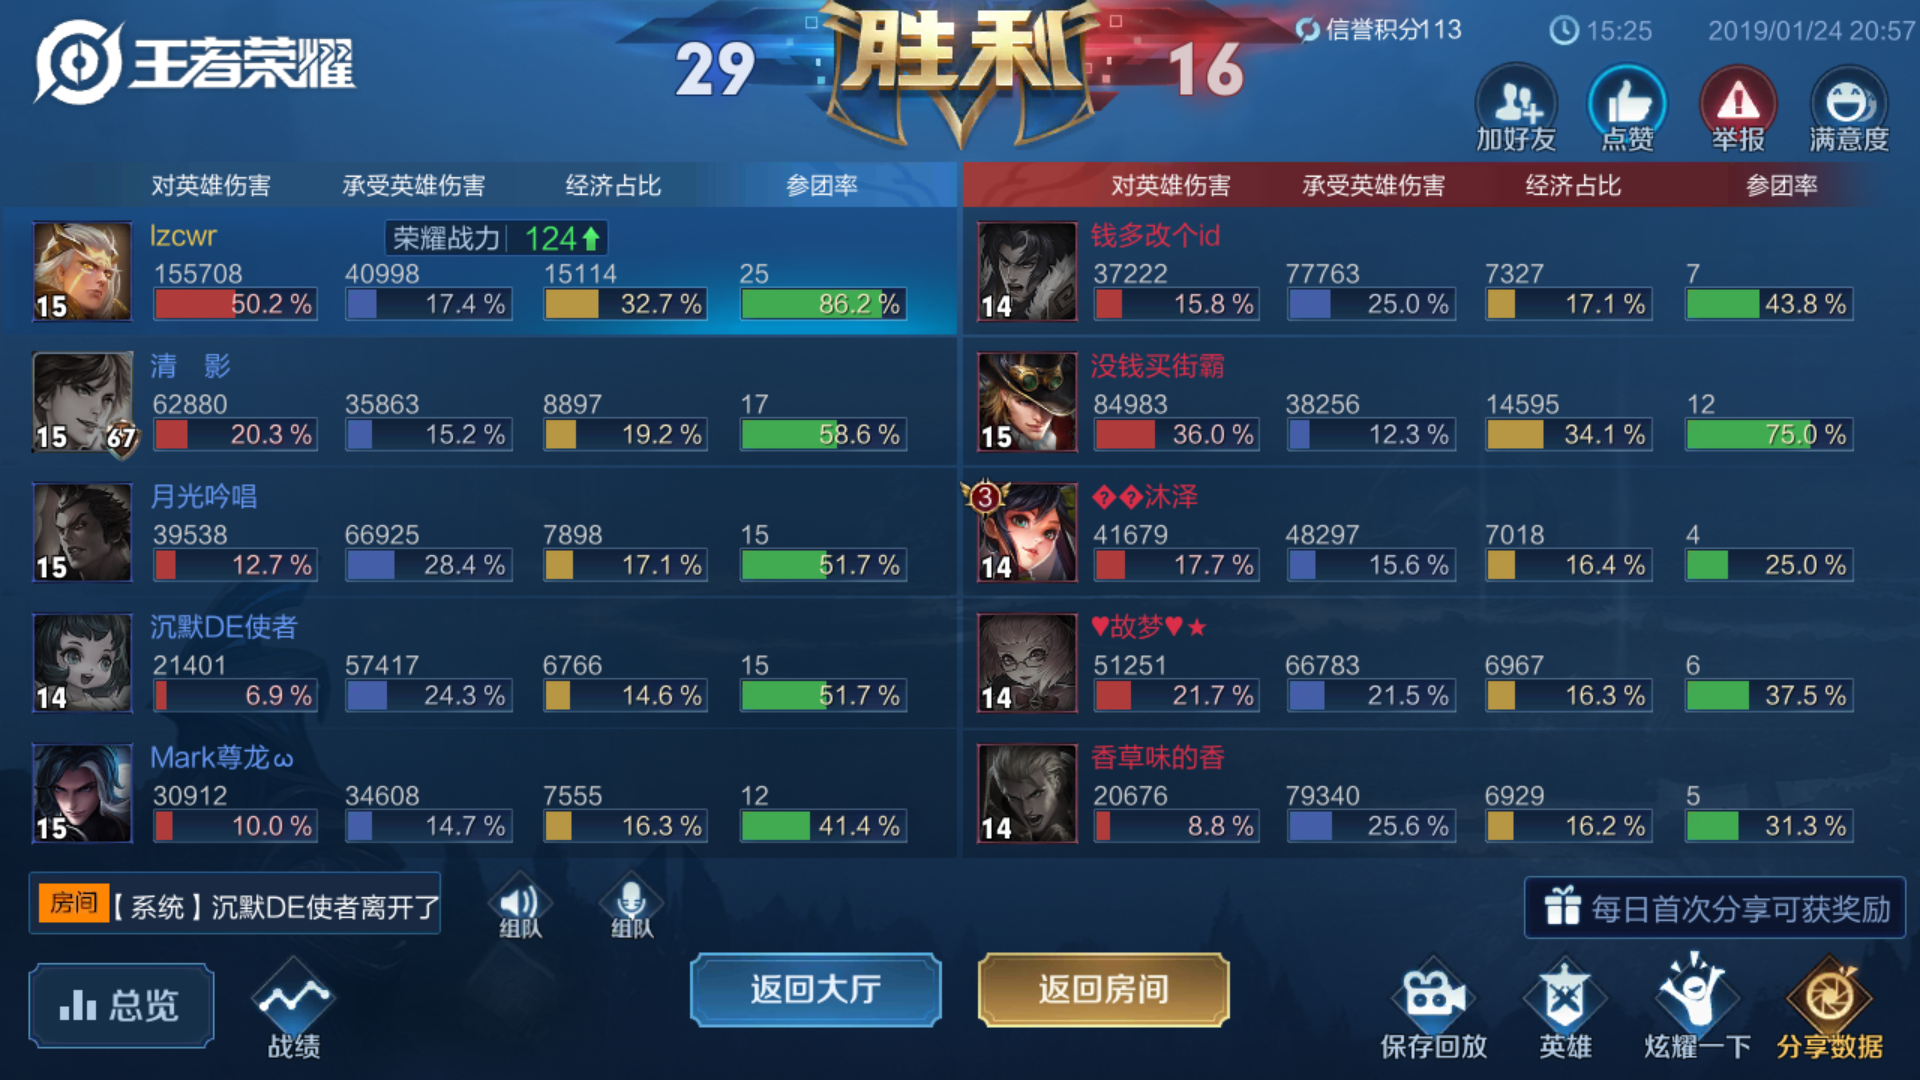 王者荣耀
29 胜利 16
信誉积分113 15:25 2019/01/24 20:57
加好友 点赞 举报 满意度
对英雄伤害 承受英雄伤害 经济占比 参团率
lzcwr 荣耀战力 124
155708 40998 15114 25
15 50.2 % 17.4 % 32.7 % 86.2 %
清 影
62880 35863 8897 17
15 67 20.3 % 15.2 % 19.2 % 58.6 %
月光吟唱
39538 66925 7898 15
15 12.7 % 28.4 % 17.1 % 51.7 %
沉默DE使者
21401 57417 6766 15
14 6.9 % 24.3 % 14.6 % 51.7 %
Mark尊龙ω
30912 34608 7555 12
15 10.0 % 14.7 % 16.3 % 41.4 %
对英雄伤害 承受英雄伤害 经济占比 参团率
钱多改个id
37222 77763 7327 7
14 15.8 % 25.0 % 17.1 % 43.8 %
没钱买街霸
84983 38256 14595 12
15 36.0 % 12.3 % 34.1 % 75.0 %
3 ��沐泽
41679 48297 7018 4
14 17.7 % 15.6 % 16.4 % 25.0 %
♥故梦♥★
51251 66783 6967 6
14 21.7 % 21.5 % 16.3 % 37.5 %
香草味的香
20676 79340 6929 5
14 8.8 % 25.6 % 16.2 % 31.3 %
房间【系统】沉默DE使者离开了
组队 组队
每日首次分享可获奖励
总览 战绩 返回大厅 返回房间
保存回放 英雄 炫耀一下 分享数据